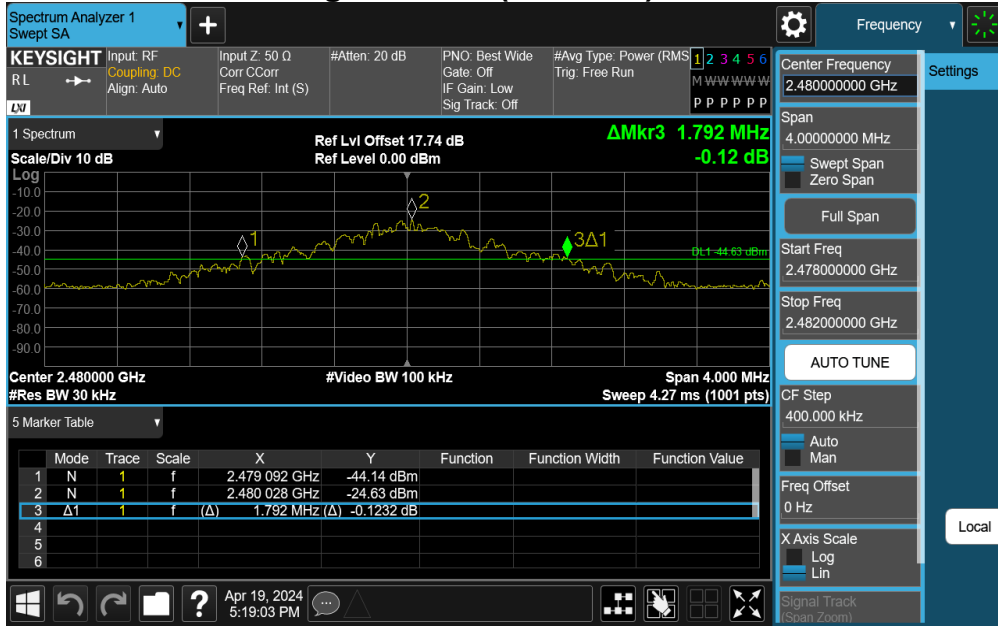 Spectrum Analyzer 1
Swept SA
Frequency
KEYSIGHT
RL
LXI
Input: RF
Coupling: DC
Align: Auto
Input Z: 50 Ω
Corr CCorr
Freq Ref: Int (S)
#Atten: 20 dB
PNO: Best Wide
Gate: Off
IF Gain: Low
Sig Track: Off
#Avg Type: Power (RMS
Trig: Free Run
1 2 3 4 5 6
M W W W W W
P P P P P P
1 Spectrum
Scale/Div 10 dB
Ref Lvl Offset 17.74 dB
Ref Level 0.00 dBm
ΔMkr3 1.792 MHz
-0.12 dB
Log
-10.0
-20.0
-30.0
-40.0
-50.0
-60.0
-70.0
-80.0
-90.0
1
2
3Δ1
DL1 -44.63 dBm
Center 2.480000 GHz
#Res BW 30 kHz
#Video BW 100 kHz
Span 4.000 MHz
Sweep 4.27 ms (1001 pts)
5 Marker Table
Mode Trace Scale X Y Function Function Width Function Value
1 N 1 f 2.479 092 GHz -44.14 dBm
2 N 1 f 2.480 028 GHz -24.63 dBm
3 Δ1 1 f (Δ) 1.792 MHz (Δ) -0.1232 dB
4
5
6
Apr 19, 2024
5:19:03 PM
Center Frequency
2.480000000 GHz
Settings
Span
4.00000000 MHz
Swept Span
Zero Span
Full Span
Start Freq
2.478000000 GHz
Stop Freq
2.482000000 GHz
AUTO TUNE
CF Step
400.000 kHz
Auto
Man
Freq Offset
0 Hz
Local
X Axis Scale
Log
Lin
Signal Track
(Span Zoom)